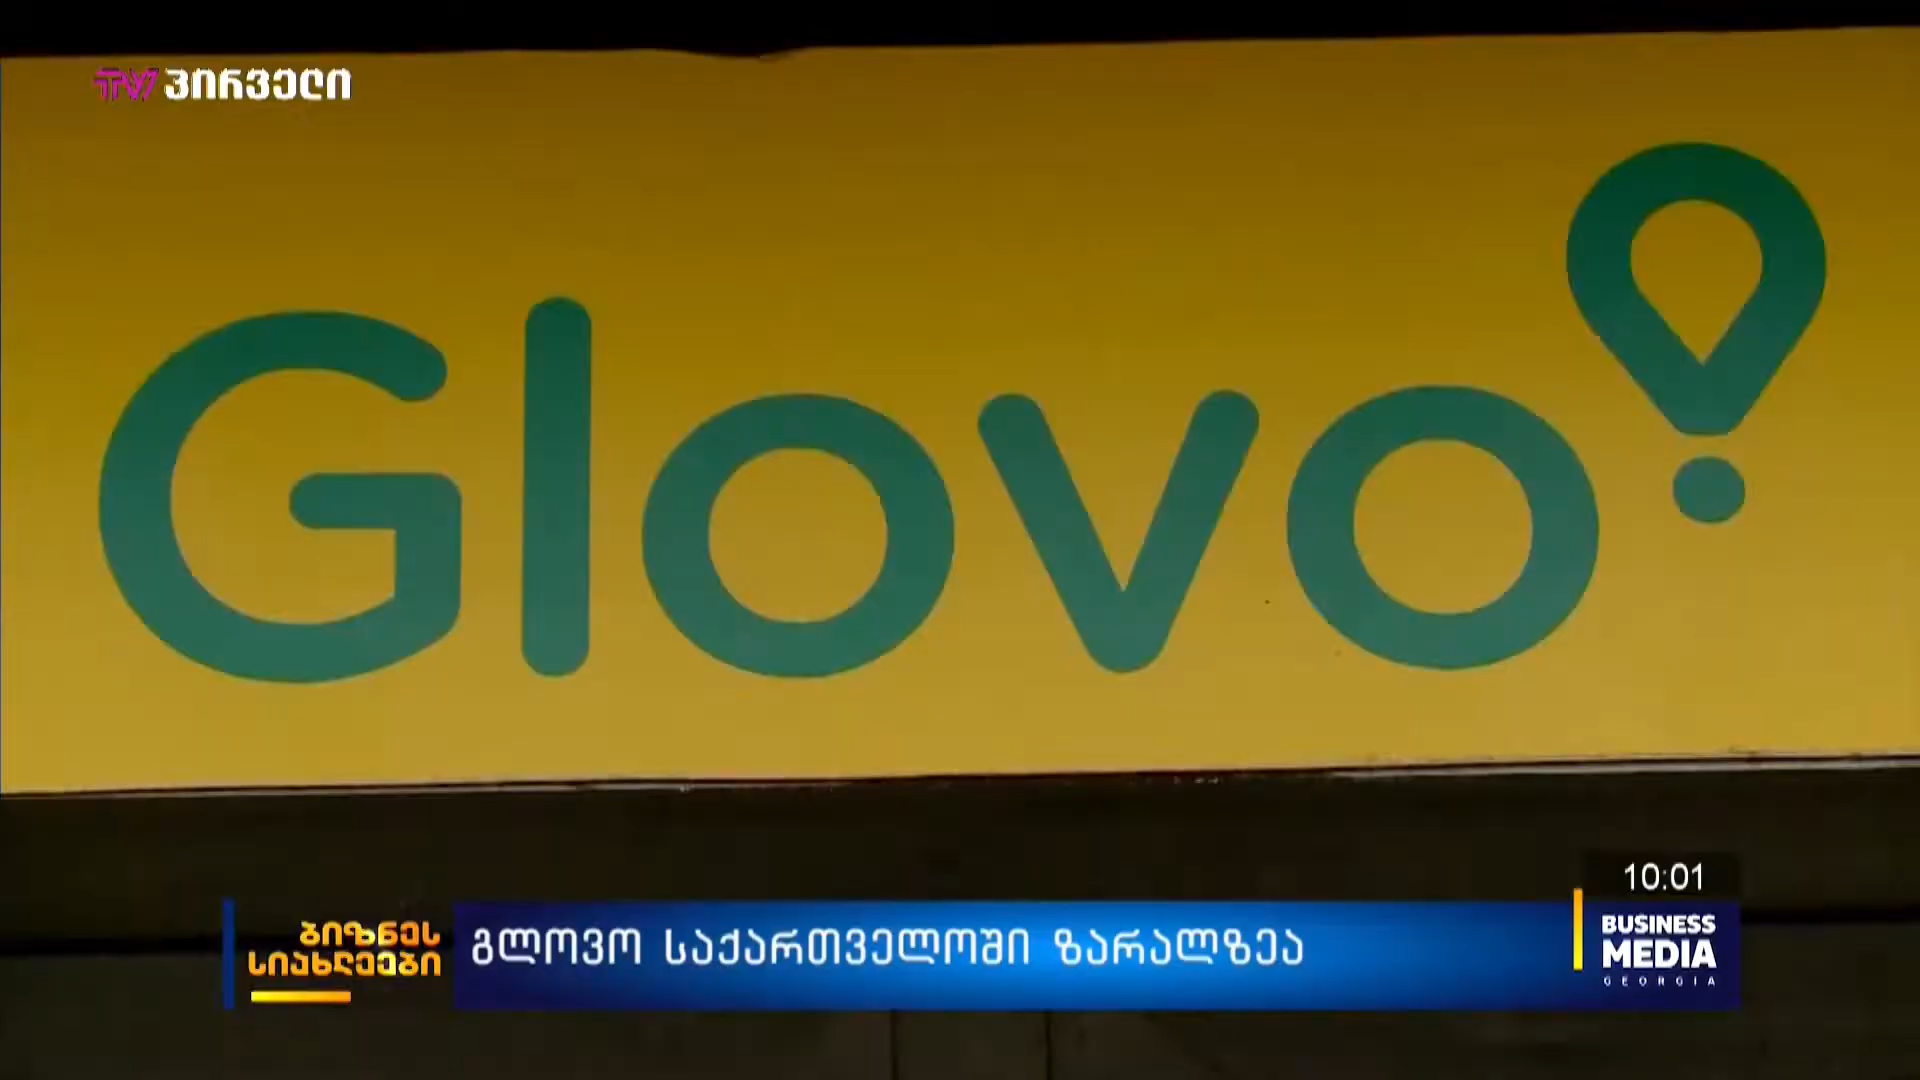 TV პირველი
Glovo
10:01
ბიზნეს
სიახლეები
გლოვო საქართველოში ზარალზეა
BUSINESS
MEDIA
GEORGIA